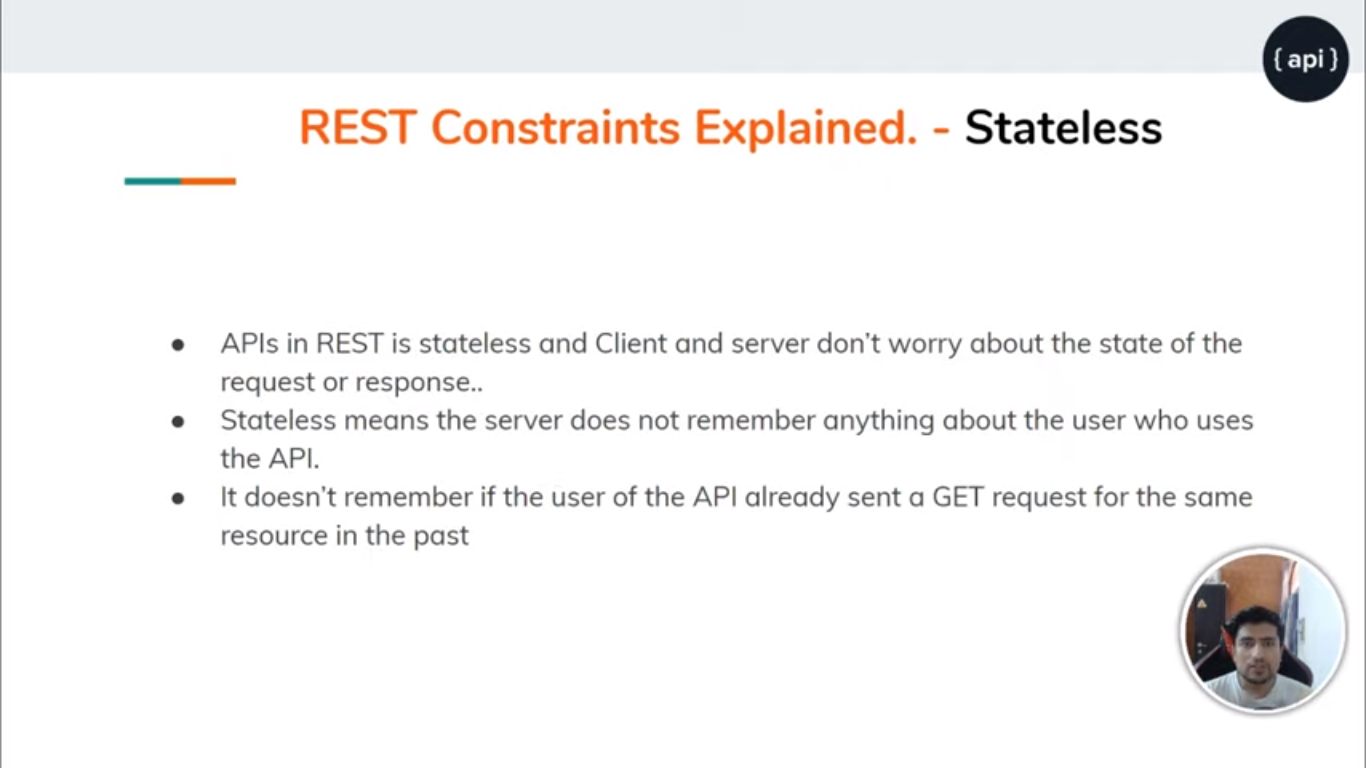 { api }
REST Constraints Explained. - Stateless
● APIs in REST is stateless and Client and server don't worry about the state of the
request or response..
● Stateless means the server does not remember anything about the user who uses
the API.
● It doesn't remember if the user of the API already sent a GET request for the same
resource in the past